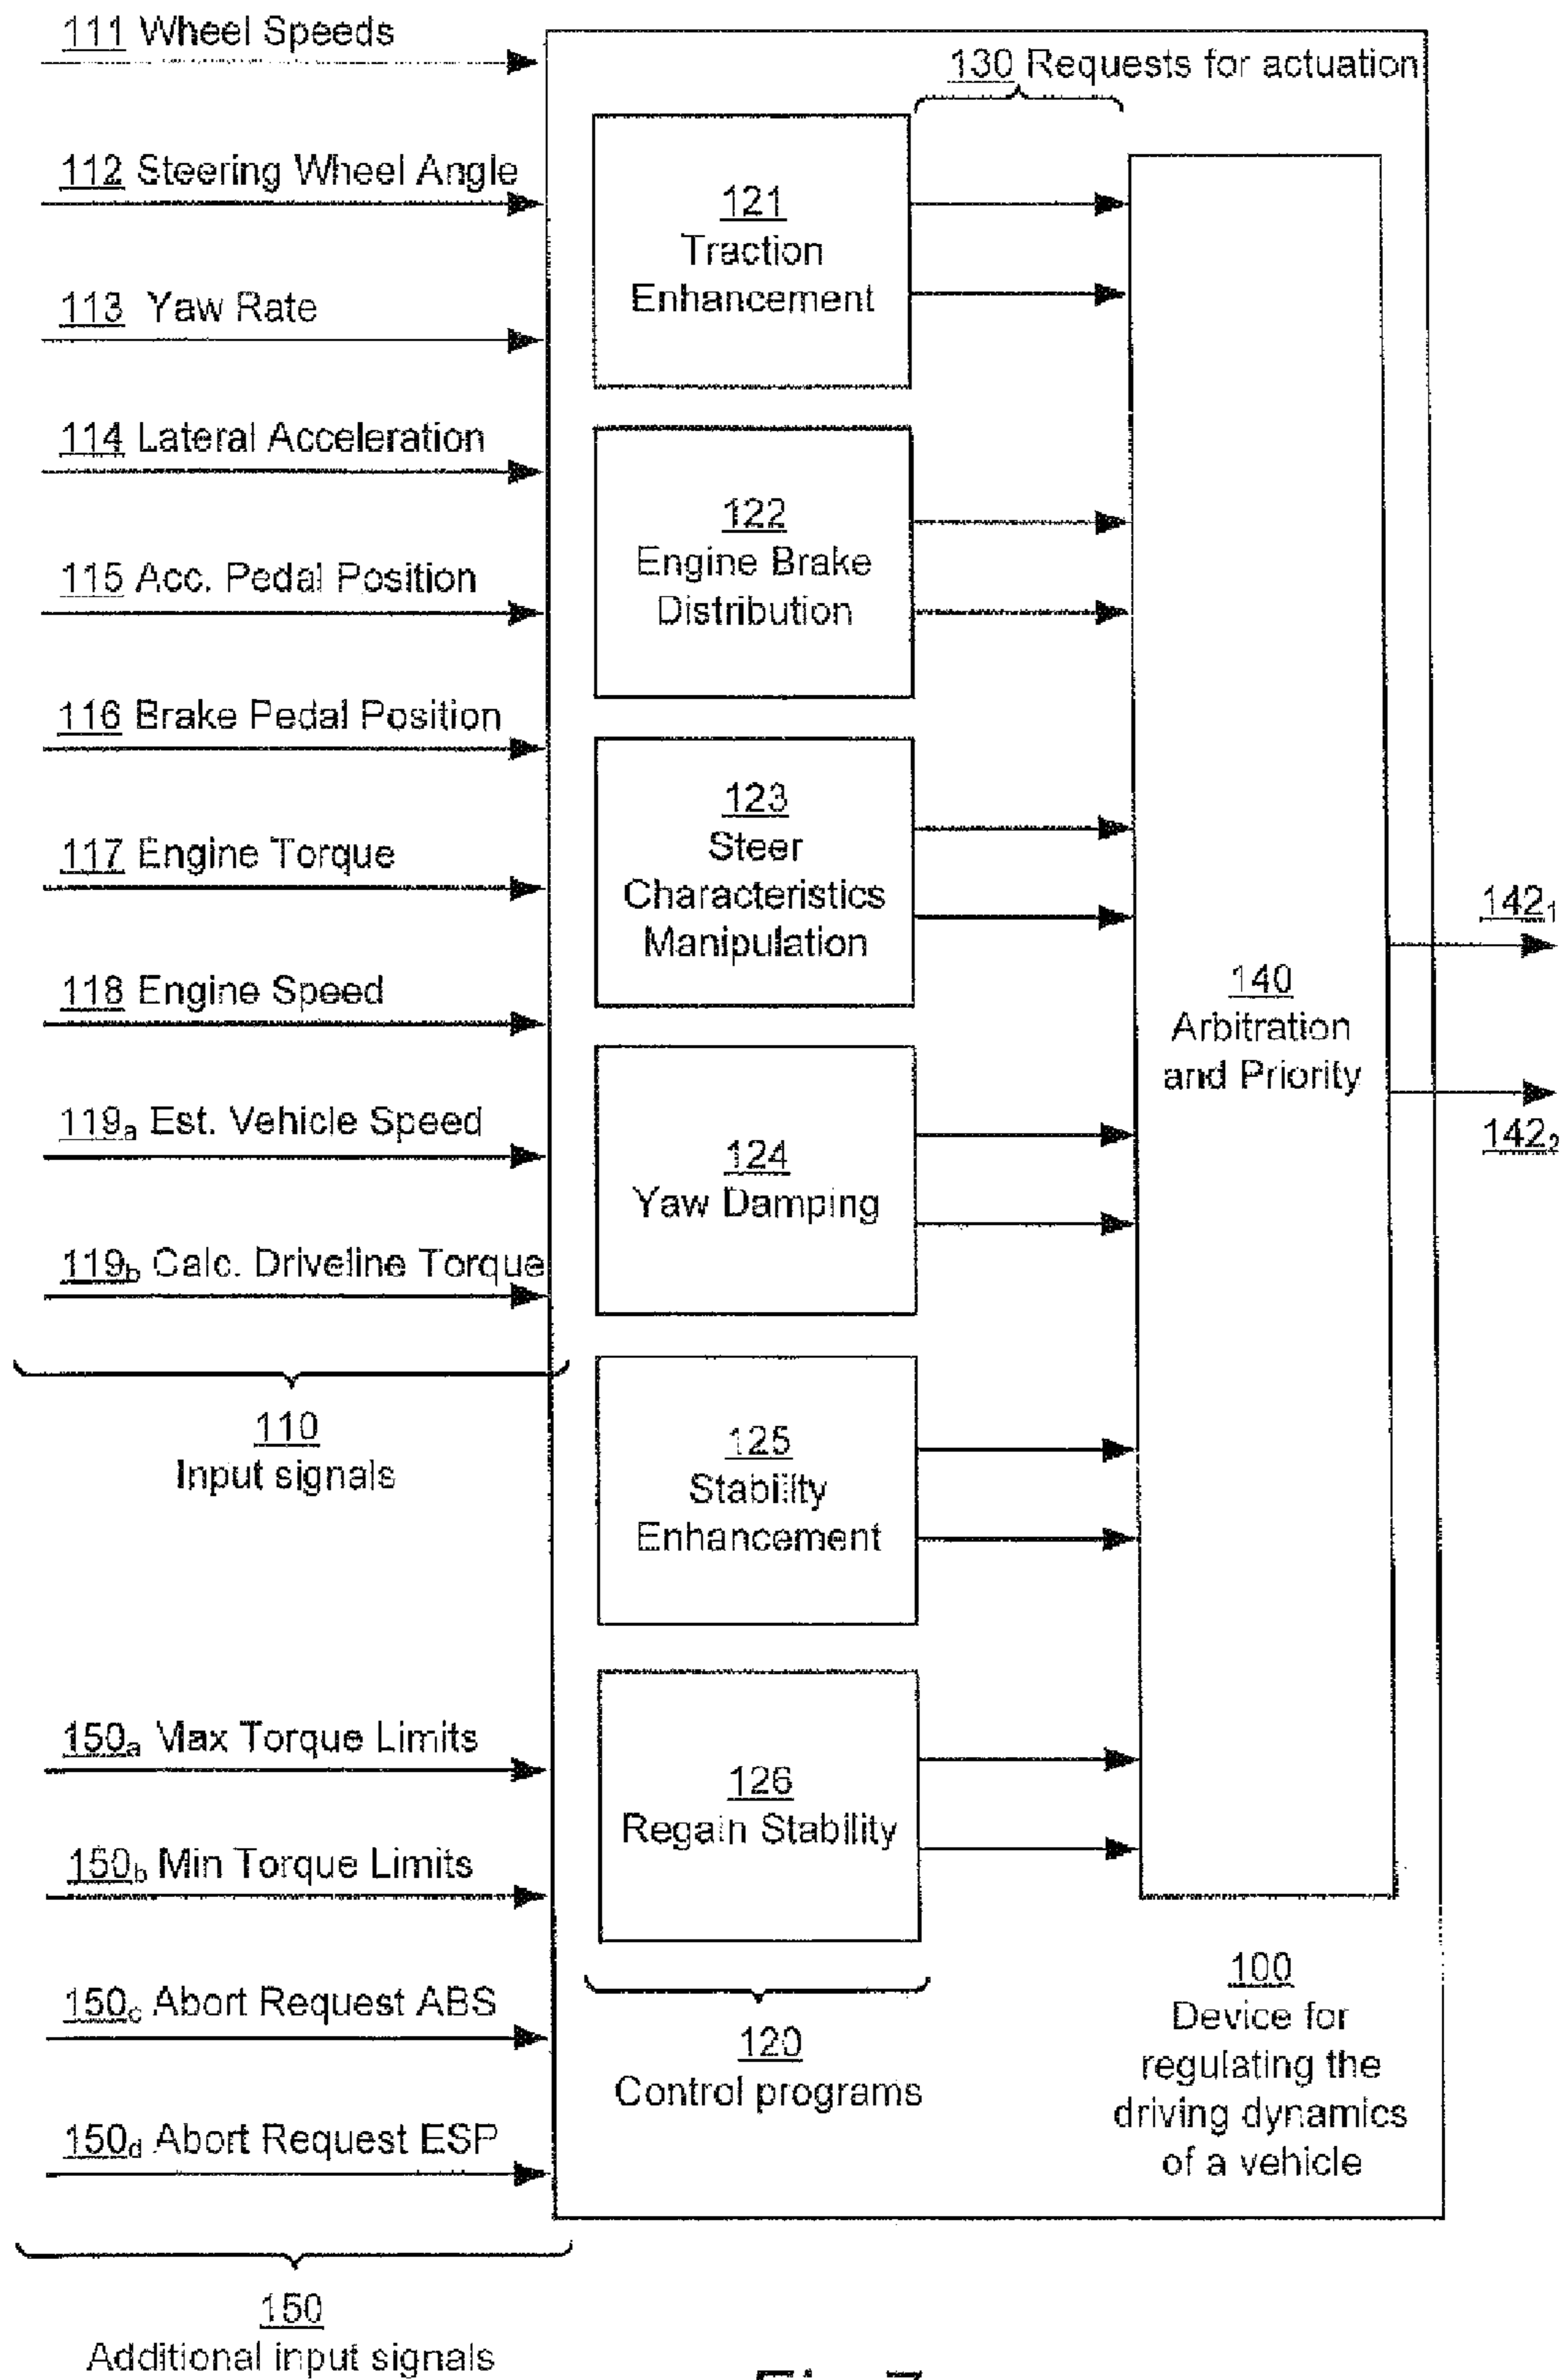 111 Wheel Speeds
112 Steering Wheel Angle
113 Yaw Rate
114 Lateral Acceleration
115 Acc. Pedal Position
116 Brake Pedal Position
117 Engine Torque
118 Engine Speed
119a Est. Vehicle Speed
119b Calc. Driveline Torque
110
Input signals
150a Max Torque Limits
150b Min Torque Limits
150c Abort Request ABS
150d Abort Request ESP
150
Additional input signals
130 Requests for actuation
121
Traction
Enhancement
122
Engine Brake
Distribution
123
Steer
Characteristics
Manipulation
124
Yaw Damping
125
Stability
Enhancement
126
Regain Stability
120
Control programs
140
Arbitration
and Priority
142₁
142₂
100
Device for
regulating the
driving dynamics
of a vehicle